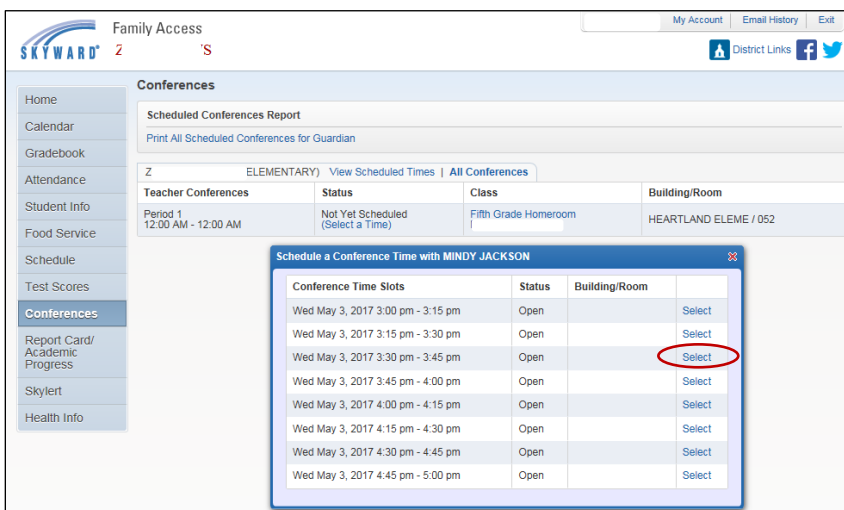 My Account | Email History | Exit
Family Access
SKYWARD®
Z 'S
District Links
Home
Calendar
Gradebook
Attendance
Student Info
Food Service
Schedule
Test Scores
Conferences
Report Card/
Academic
Progress
Skylert
Health Info
Conferences
Scheduled Conferences Report
Print All Scheduled Conferences for Guardian
Z ELEMENTARY) View Scheduled Times | All Conferences
Teacher Conferences Status Class Building/Room
Period 1 Not Yet Scheduled Fifth Grade Homeroom HEARTLAND ELEME / 052
12:00 AM - 12:00 AM (Select a Time)
Schedule a Conference Time with MINDY JACKSON
Conference Time Slots Status Building/Room
Wed May 3, 2017 3:00 pm - 3:15 pm Open Select
Wed May 3, 2017 3:15 pm - 3:30 pm Open Select
Wed May 3, 2017 3:30 pm - 3:45 pm Open Select
Wed May 3, 2017 3:45 pm - 4:00 pm Open Select
Wed May 3, 2017 4:00 pm - 4:15 pm Open Select
Wed May 3, 2017 4:15 pm - 4:30 pm Open Select
Wed May 3, 2017 4:30 pm - 4:45 pm Open Select
Wed May 3, 2017 4:45 pm - 5:00 pm Open Select